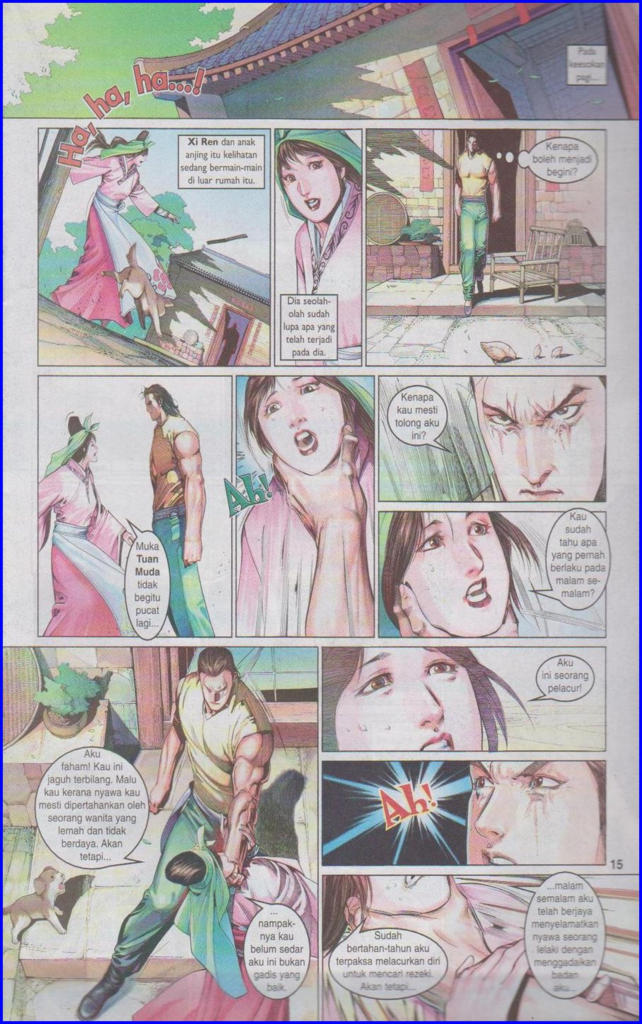 Pada
keesokan
pagi...
Ha, ha, ha...!
Xi Ren dan anak
anjing itu kelihatan
sedang bermain-main
di luar rumah itu.
Dia seolah-
olah sudah
lupa apa yang
telah terjadi
pada dia.
Kenapa
boleh menjadi
begini?
Muka
Tuan
Muda
tidak
begitu
pucat
lagi...
Ah!
Kenapa
kau mesti
tolong aku
ini?
Kau
sudah
tahu apa
yang pernah
berlaku pada
malam se-
malam?
Aku
faham! Kau ini
jaguh terbilang. Malu
kau kerana nyawa kau
mesti dipertahankan oleh
seorang wanita yang
lemah dan tidak
berdaya. Akan
tetapi...
nampak-
nya kau
belum sedar
aku ini bukan
gadis yang
baik.
Aku
ini seorang
pelacur!
Ah!
Sudah
bertahan-tahun aku
terpaksa melacurkan diri
untuk mencari rezeki.
Akan tetapi...
...malam
semalam aku
telah berjaya
menyelamatkan
nyawa seorang
lelaki dengan
menggadaikan
badan
aku...
15